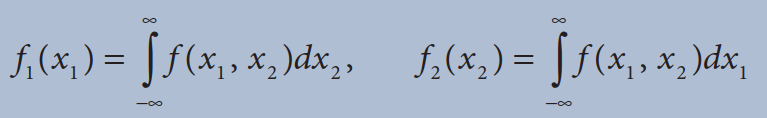 f₁(x₁) = ∫_{-∞}^{∞} f(x₁, x₂)dx₂, f₂(x₂) = ∫_{-∞}^{∞} f(x₁, x₂)dx₁